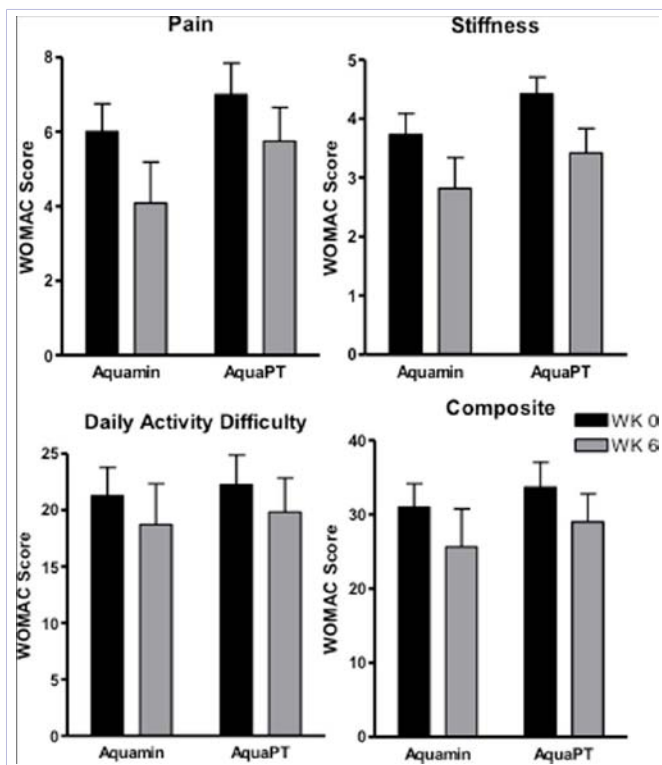 Pain
WOMAC Score
8
6
4
2
0
Aquamin AquaPT
Stiffness
WOMAC Score
5
4
3
2
1
0
Aquamin AquaPT
Daily Activity Difficulty
WOMAC Score
25
20
15
10
5
0
Aquamin AquaPT
Composite
WK 0
WK 6
WOMAC Score
40
30
20
10
0
Aquamin AquaPT